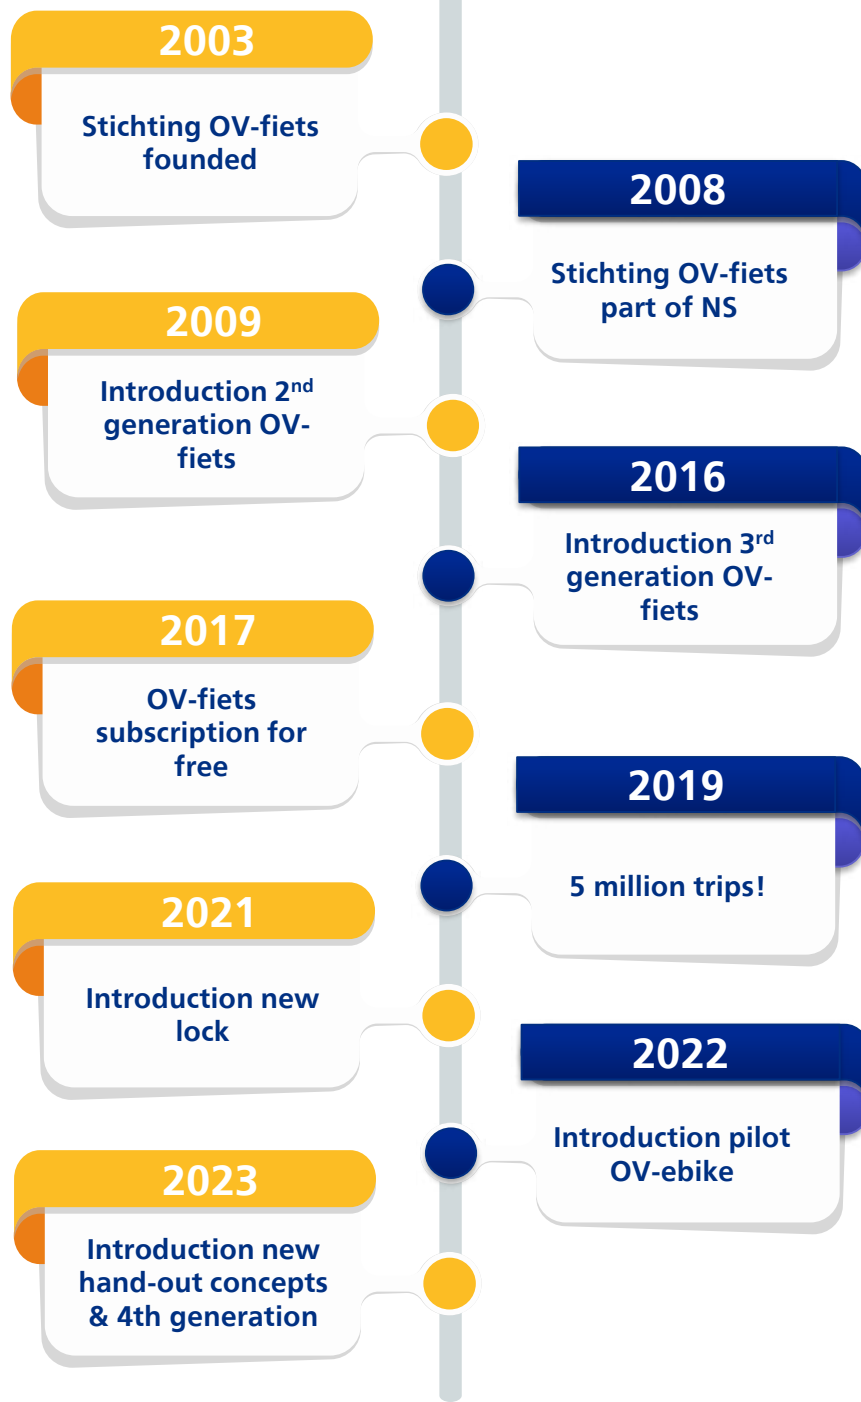 2003
Stichting OV-fiets
founded
2008
Stichting OV-fiets
part of NS
2009
Introduction 2nd
generation OV-
fiets
2016
Introduction 3rd
generation OV-
fiets
2017
OV-fiets
subscription for
free
2019
5 million trips!
2021
Introduction new
lock
2022
Introduction pilot
OV-ebike
2023
Introduction new
hand-out concepts
& 4th generation